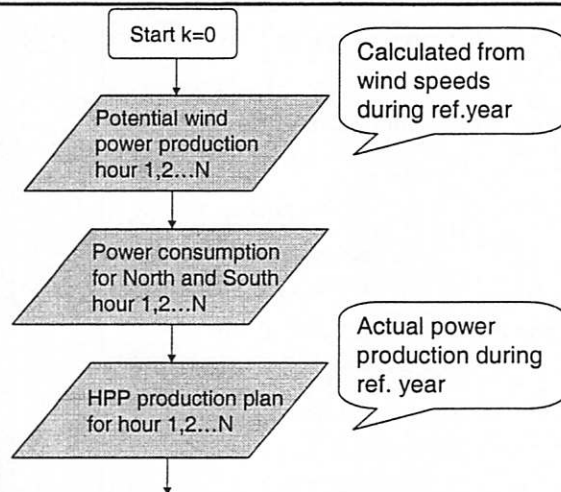 Start k=0
Calculated from
wind speeds
during ref.year
Potential wind
power production
hour 1,2...N
Power consumption
for North and South
hour 1,2...N
Actual power
production during
ref. year
HPP production plan
for hour 1,2...N